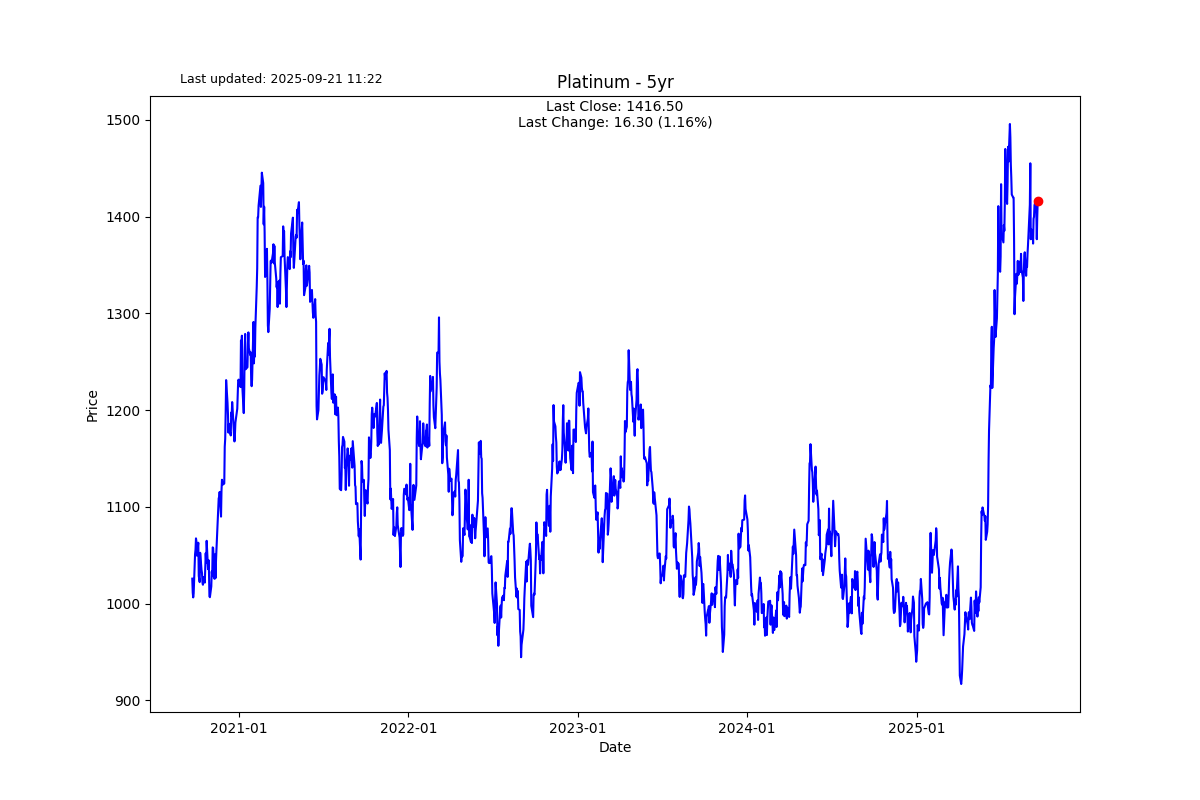 Last updated: 2025-09-21 11:22
Platinum - 5yr
Last Close: 1416.50
Last Change: 16.30 (1.16%)
1500
1400
1300
1200
1100
1000
900
Price
2021-01
2022-01
2023-01
2024-01
2025-01
Date